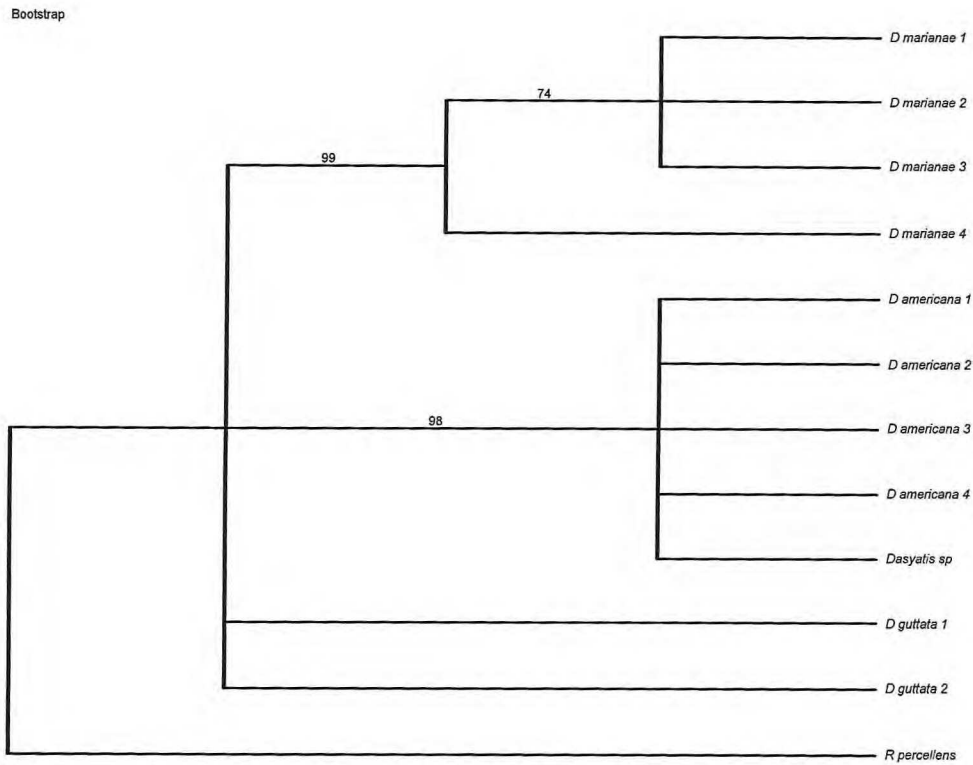 Bootstrap
D marianae 1
74
D marianae 2
99
D marianae 3
D marianae 4
D americana 1
D americana 2
98
D americana 3
D americana 4
Dasyatis sp
D guttata 1
D guttata 2
R percellens